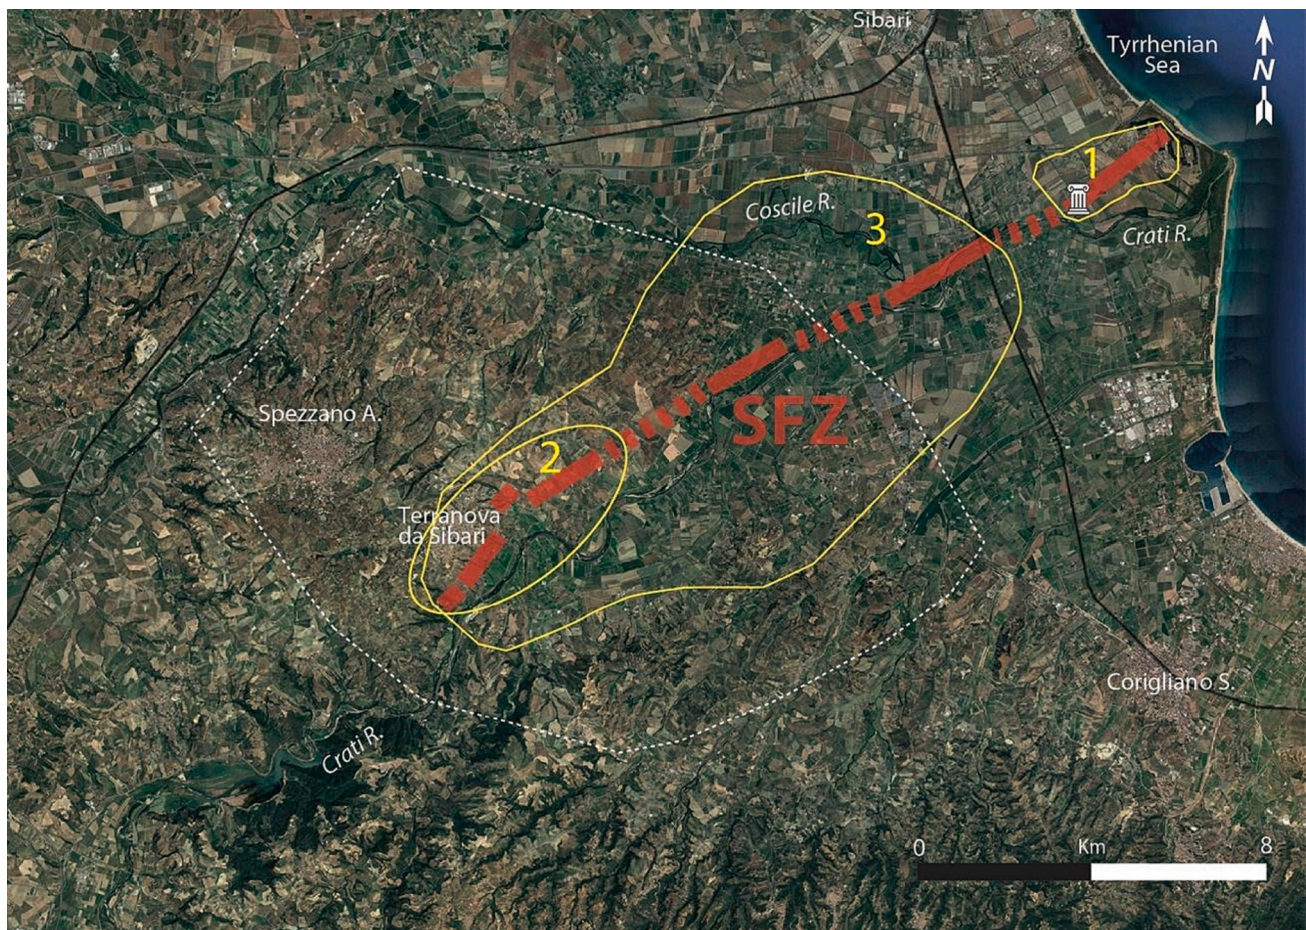 Sibari
Tyrrhenian
Sea
N
1
Coscile R.
3
Crati R.
Spezzano A.
SFZ
2
Terranova
da Sibari
Corigliano S.
Crati R.
0 Km 8